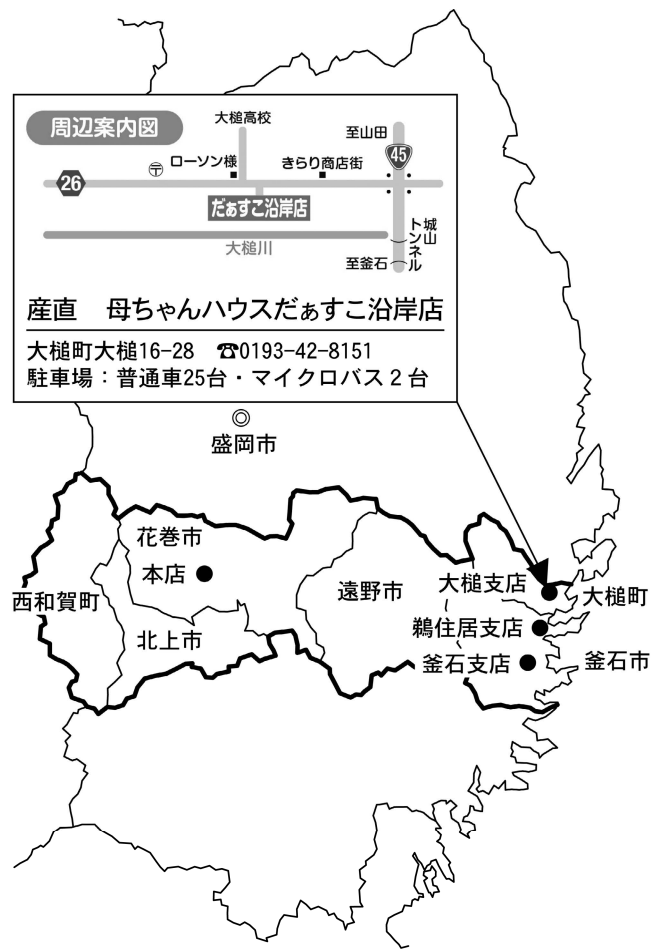 周辺案内図
大槌高校
至山田
45
〒
ローソン様
きらり商店街
26
だぁすこ沿岸店
大槌川
城山
トンネル
至釜石
産直 母ちゃんハウスだぁすこ沿岸店
大槌町大槌16-28 ☎0193-42-8151
駐車場：普通車25台・マイクロバス２台
盛岡市
花巻市
本店
西和賀町
北上市
遠野市
大槌支店
大槌町
鵜住居支店
釜石支店
釜石市